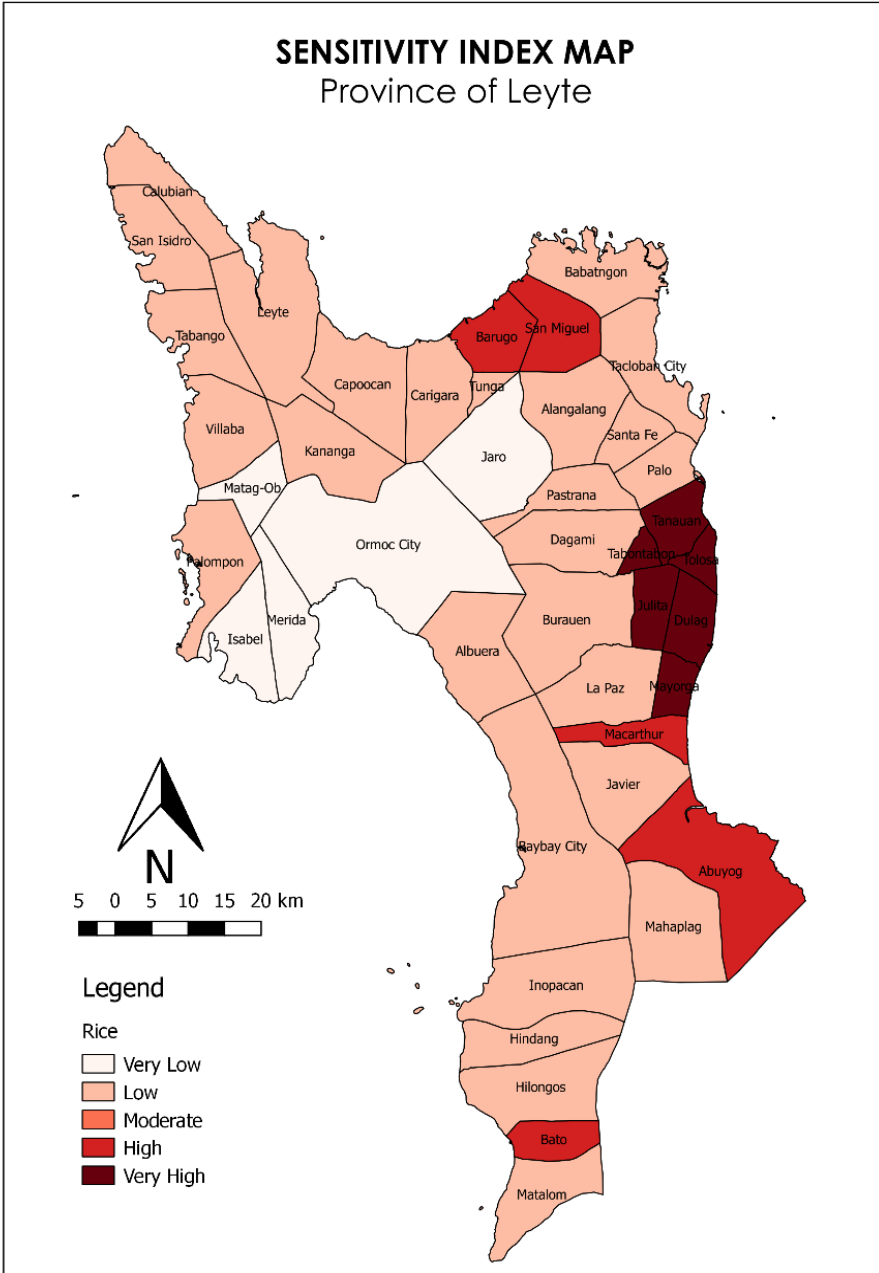 SENSITIVITY INDEX MAP
Province of Leyte
Calubian
San Isidro
Babatngon
Leyte
San Miguel
Barugo
Tabango
Tacloban City
Capoocan
Tunga
Carigara
Alangalang
Villaba
Santa Fe
Kananga
Jaro
Palo
Matag-Ob
Pastrana
Tanauan
Ormoc City
Dagami
Tabontabon
Tolosa
Palompon
Julita
Merida
Burauen
Dulag
Isabel
Albuera
La Paz
Mayorga
Macarthur
Javier
Baybay City
N
Abuyog
5 0 5 10 15 20 km
Mahaplag
Inopacan
Legend
Hindang
Rice
Very Low
Hilongos
Low
Moderate
Bato
High
Very High
Matalom